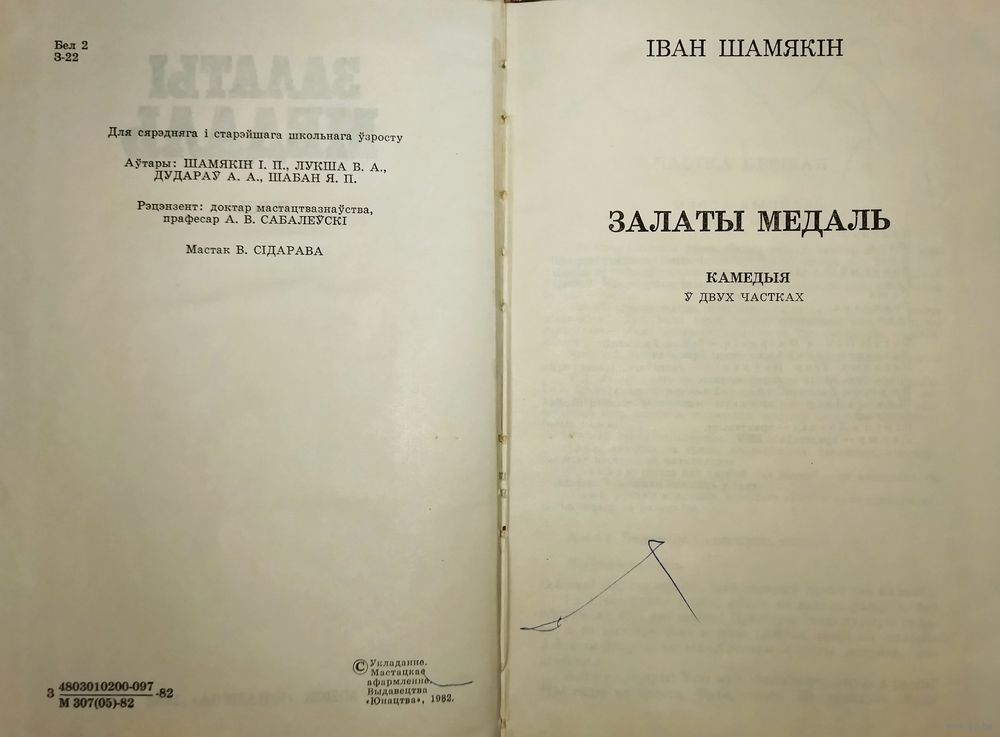 Бел 2
З-22
Для сярэдняга і старэйшага школьнага ўзросту
Аўтары: ШАМЯКІН І. П., ЛУКША В. А.,
ДУДАРАЎ А. А., ШАБАН Я. П.
Рэцэнзент: доктар мастацтвазнаўства,
прафесар А. В. САБАЛЕЎСКІ
Мастак В. СІДАРАВА
З 4803010200-097
М 307(05)-82 -82
© Укладанне.
Мастацкае
афармленне.
Выдавецтва
«Юнацтва», 1982.
ІВАН ШАМЯКІН
ЗАЛАТЫ МЕДАЛЬ
КАМЕДЫЯ
Ў ДВУХ ЧАСТКАХ